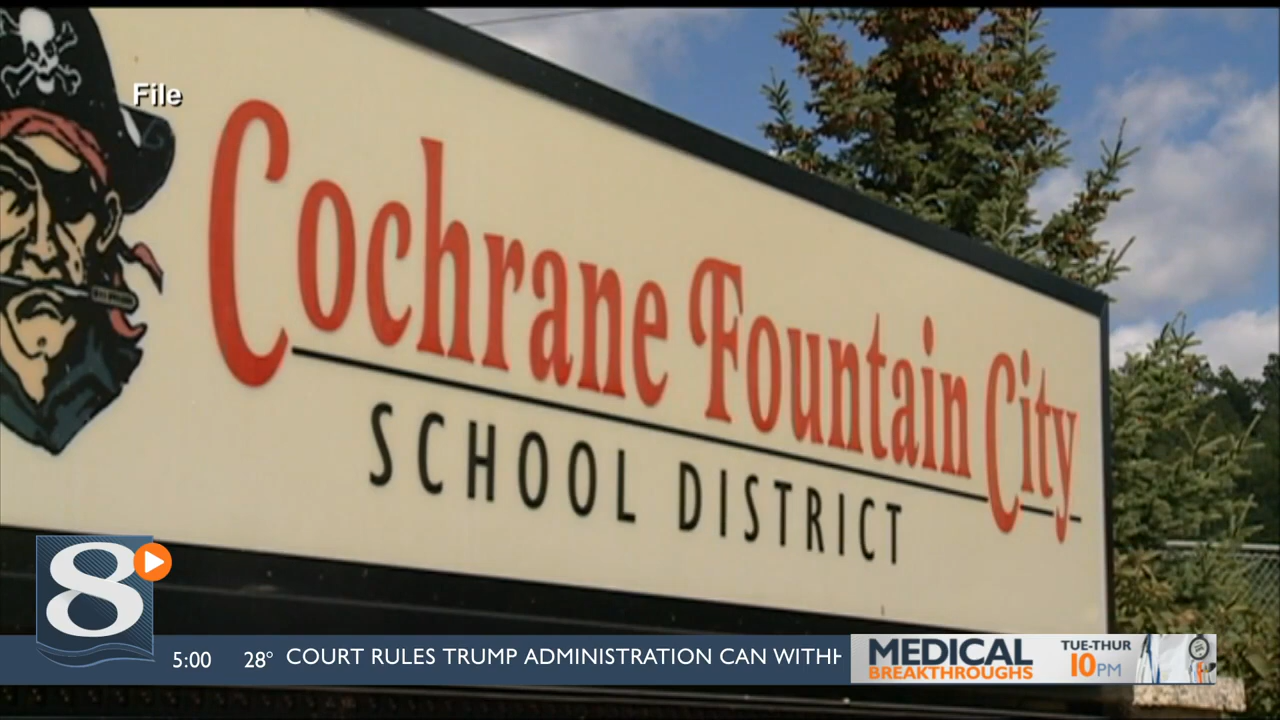 File
Cochrane Fountain City
SCHOOL DISTRICT
8
5:00 28° COURT RULES TRUMP ADMINISTRATION CAN WITHH
MEDICAL
BREAKTHROUGHS
TUE-THUR
10PM